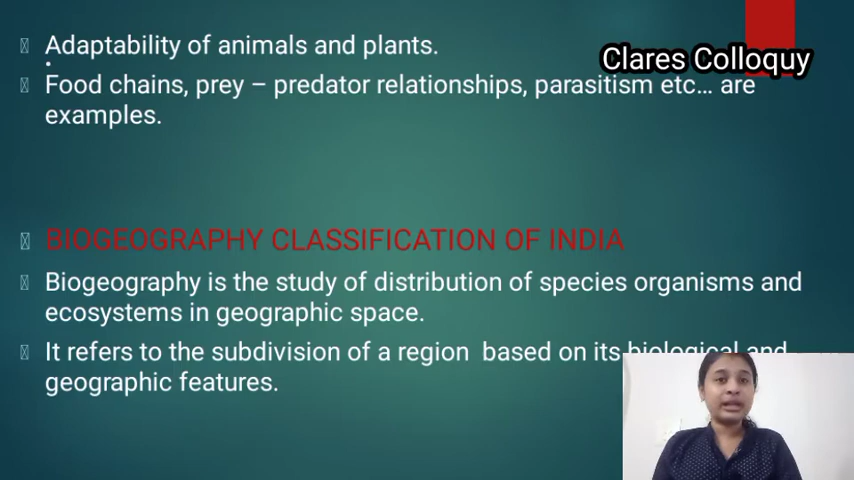 Adaptability of animals and plants.
Clares Colloquy
Food chains, prey – predator relationships, parasitism etc... are
examples.
BIOGEOGRAPHY CLASSIFICATION OF INDIA
Biogeography is the study of distribution of species organisms and
ecosystems in geographic space.
It refers to the subdivision of a region based on its biological and
geographic features.